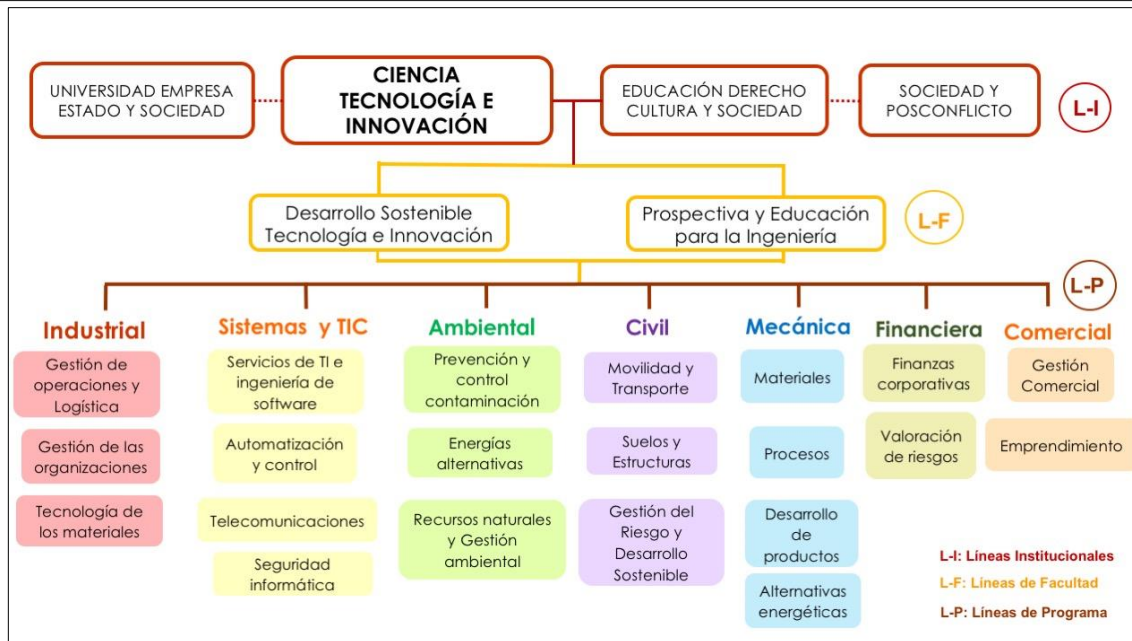 UNIVERSIDAD EMPRESA
ESTADO Y SOCIEDAD
CIENCIA
TECNOLOGÍA E
INNOVACIÓN
EDUCACIÓN DERECHO
CULTURA Y SOCIEDAD
SOCIEDAD Y
POSCONFLICTO
L-I
Desarrollo Sostenible
Tecnología e Innovación
Prospectiva y Educación
para la Ingeniería
L-F
L-P
Industrial
Gestión de
operaciones y
Logística
Gestión de las
organizaciones
Tecnología de
los materiales
Sistemas y TIC
Servicios de TI e
ingeniería de
software
Automatización
y control
Telecomunicaciones
Seguridad
informática
Ambiental
Prevención y
control
contaminación
Energías
alternativas
Recursos naturales
y Gestión
ambiental
Civil
Movilidad y
Transporte
Suelos y
Estructuras
Gestión del
Riesgo y
Desarrollo
Sostenible
Mecánica
Materiales
Procesos
Desarrollo
de
productos
Alternativas
energéticas
Financiera
Finanzas
corporativas
Valoración
de riesgos
Comercial
Gestión
Comercial
Emprendimiento
L-I: Líneas Institucionales
L-F: Líneas de Facultad
L-P: Líneas de Programa